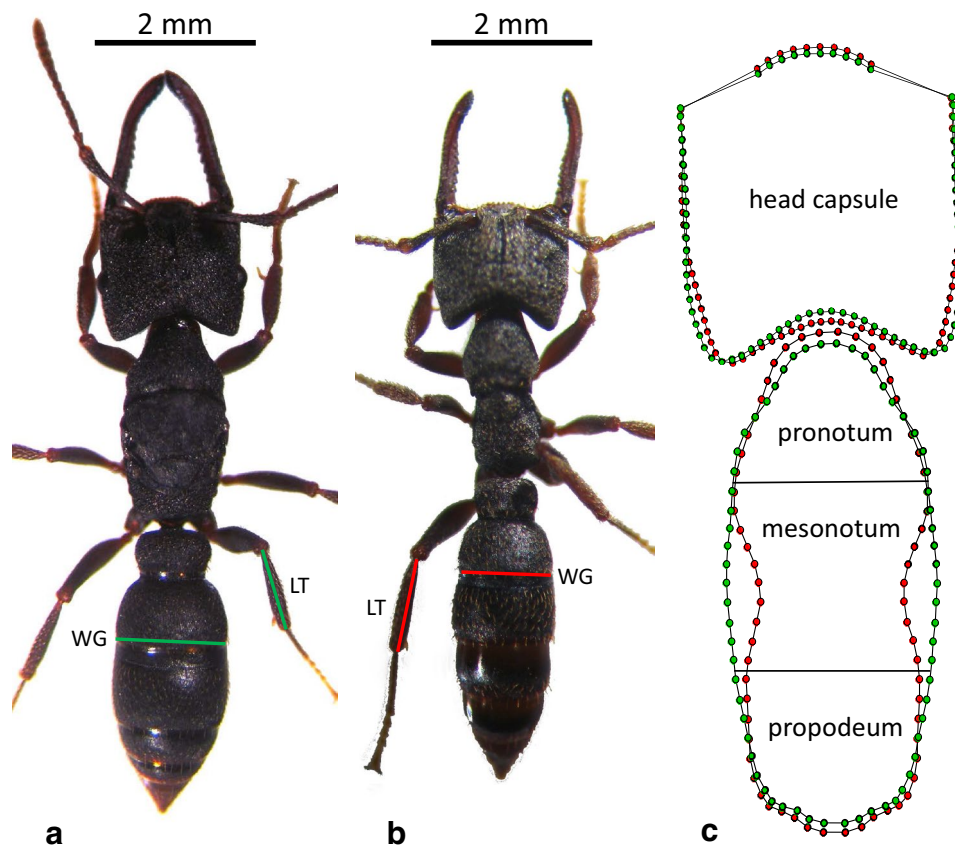 2 mm
2 mm
head capsule
pronotum
mesonotum
propodeum
LT
WG
WG
LT
a
b
c